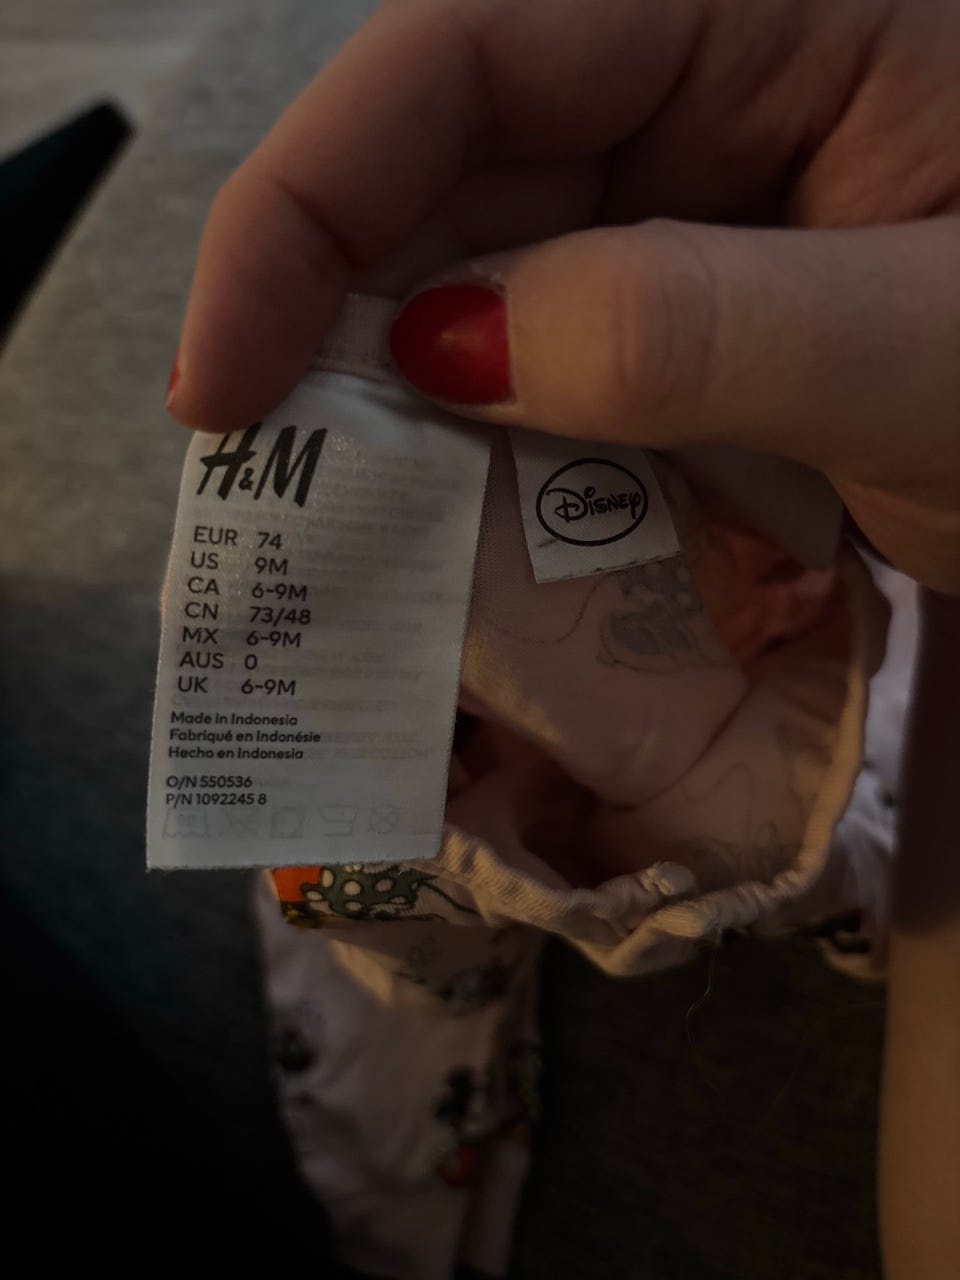 H&M
EUR 74
US 9M
CA 6-9M
CN 73/48
MX 6-9M
AUS 0
UK 6-9M
Made in Indonesia
Fabriqué en Indonésie
Hecho en Indonesia
O/N 550536
P/N 1092245 8
Disney